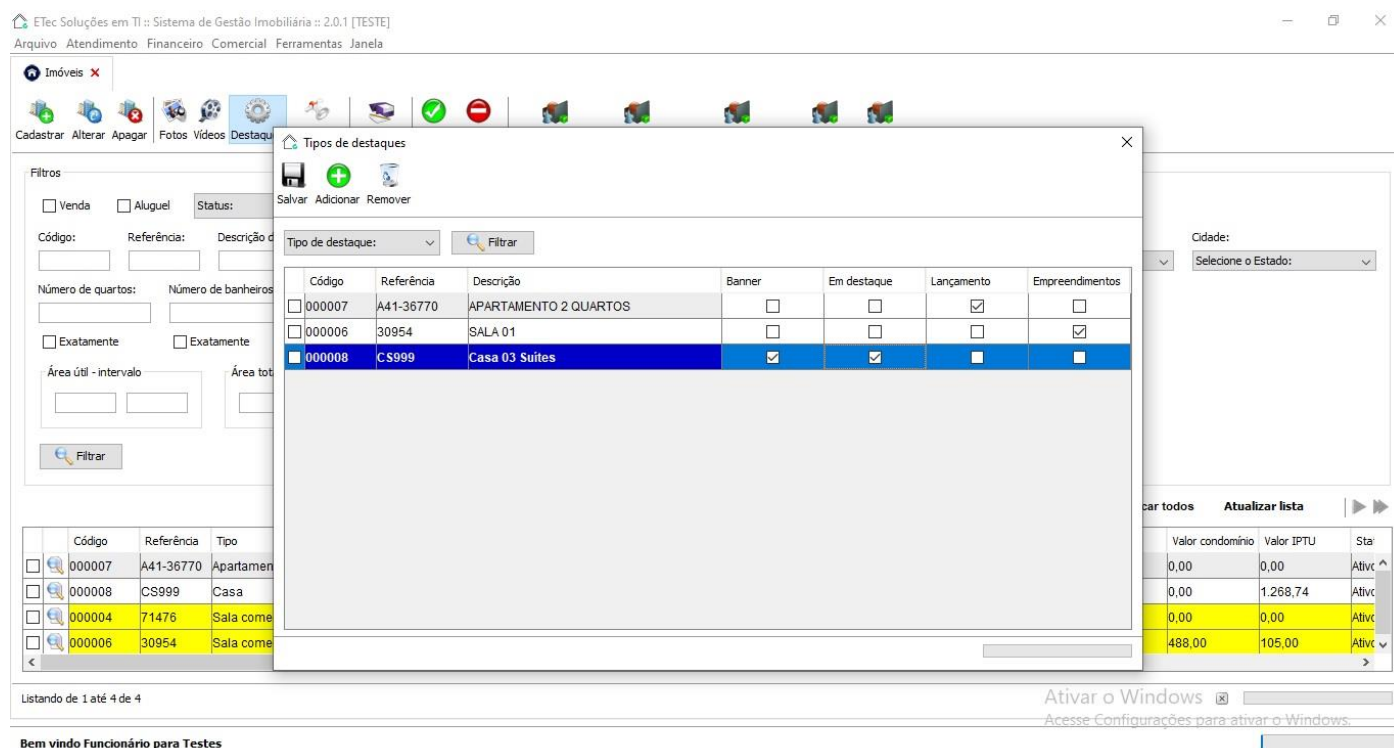 ETec Soluções em TI :: Sistema de Gestão Imobiliária :: 2.0.1 [TESTE]
Arquivo Atendimento Financeiro Comercial Ferramentas Janela
Imóveis
Cadastrar Alterar Apagar Fotos Vídeos Destaqu
Tipos de destaques
Salvar Adicionar Remover
Tipo de destaque: Filtrar
Código Referência Descrição Banner Em destaque Lançamento Empreendimentos
000007 A41-36770 APARTAMENTO 2 QUARTOS
000006 30954 SALA 01
000008 CS999 Casa 03 Suítes
Filtros
Venda Aluguel Status:
Código: Referência: Descrição d Cidade:
Selecione o Estado:
Número de quartos: Número de banheiros
Exatamente Exatamente
Área útil - intervalo Área tot
Filtrar
car todos Atualizar lista
Código Referência Tipo Valor condomínio Valor IPTU Sta
000007 A41-36770 Apartamen 0,00 0,00 Ativo
000008 CS999 Casa 0,00 1.268,74 Ativo
000004 71476 Sala come 0,00 0,00 Ativo
000006 30954 Sala come 488,00 105,00 Ativo
Listando de 1 até 4 de 4
Ativar o Windows
Acesse Configurações para ativar o Windows.
Bem vindo Funcionário para Testes